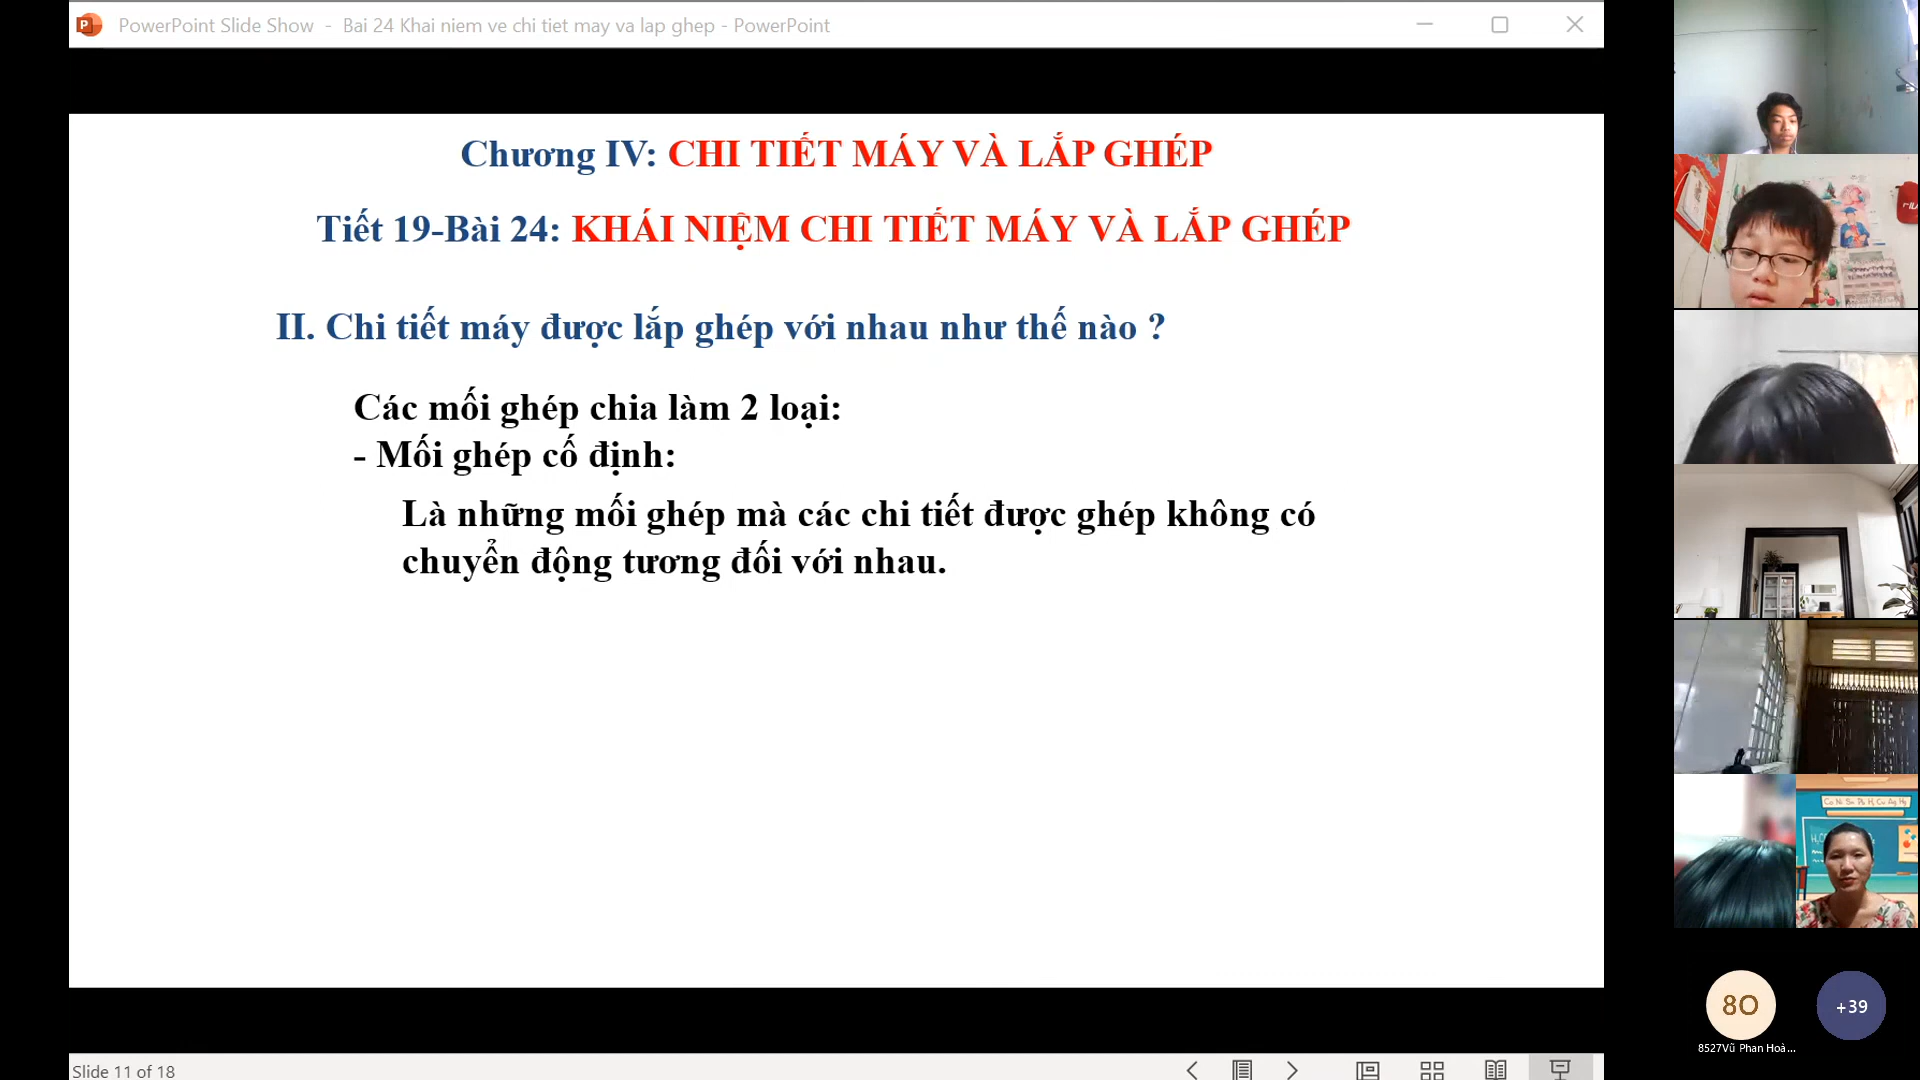 PowerPoint Slide Show - Bai 24 Khai niem ve chi tiet may va lap ghep - PowerPoint
Chương IV: CHI TIẾT MÁY VÀ LẮP GHÉP
Tiết 19-Bài 24: KHÁI NIỆM CHI TIẾT MÁY VÀ LẮP GHÉP
II. Chi tiết máy được lắp ghép với nhau như thế nào ?
Các mối ghép chia làm 2 loại:
- Mối ghép cố định:
Là những mối ghép mà các chi tiết được ghép không có
chuyển động tương đối với nhau.
Slide 11 of 18
8O
+39
8527Vũ Phan Hoà...